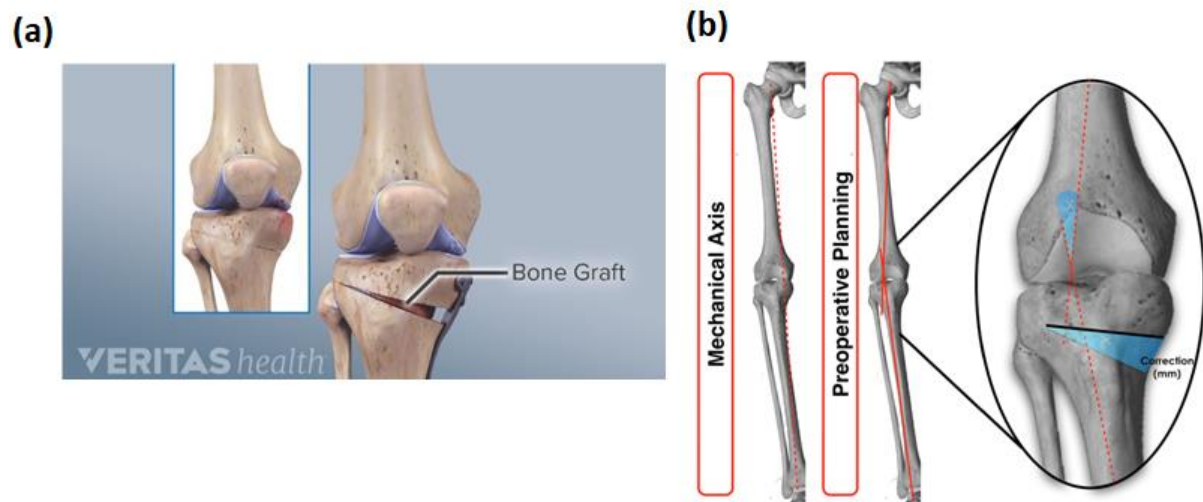 (a)
Bone Graft
VERITAS health
(b)
Mechanical Axis
Preoperative Planning
Correction
(mm)